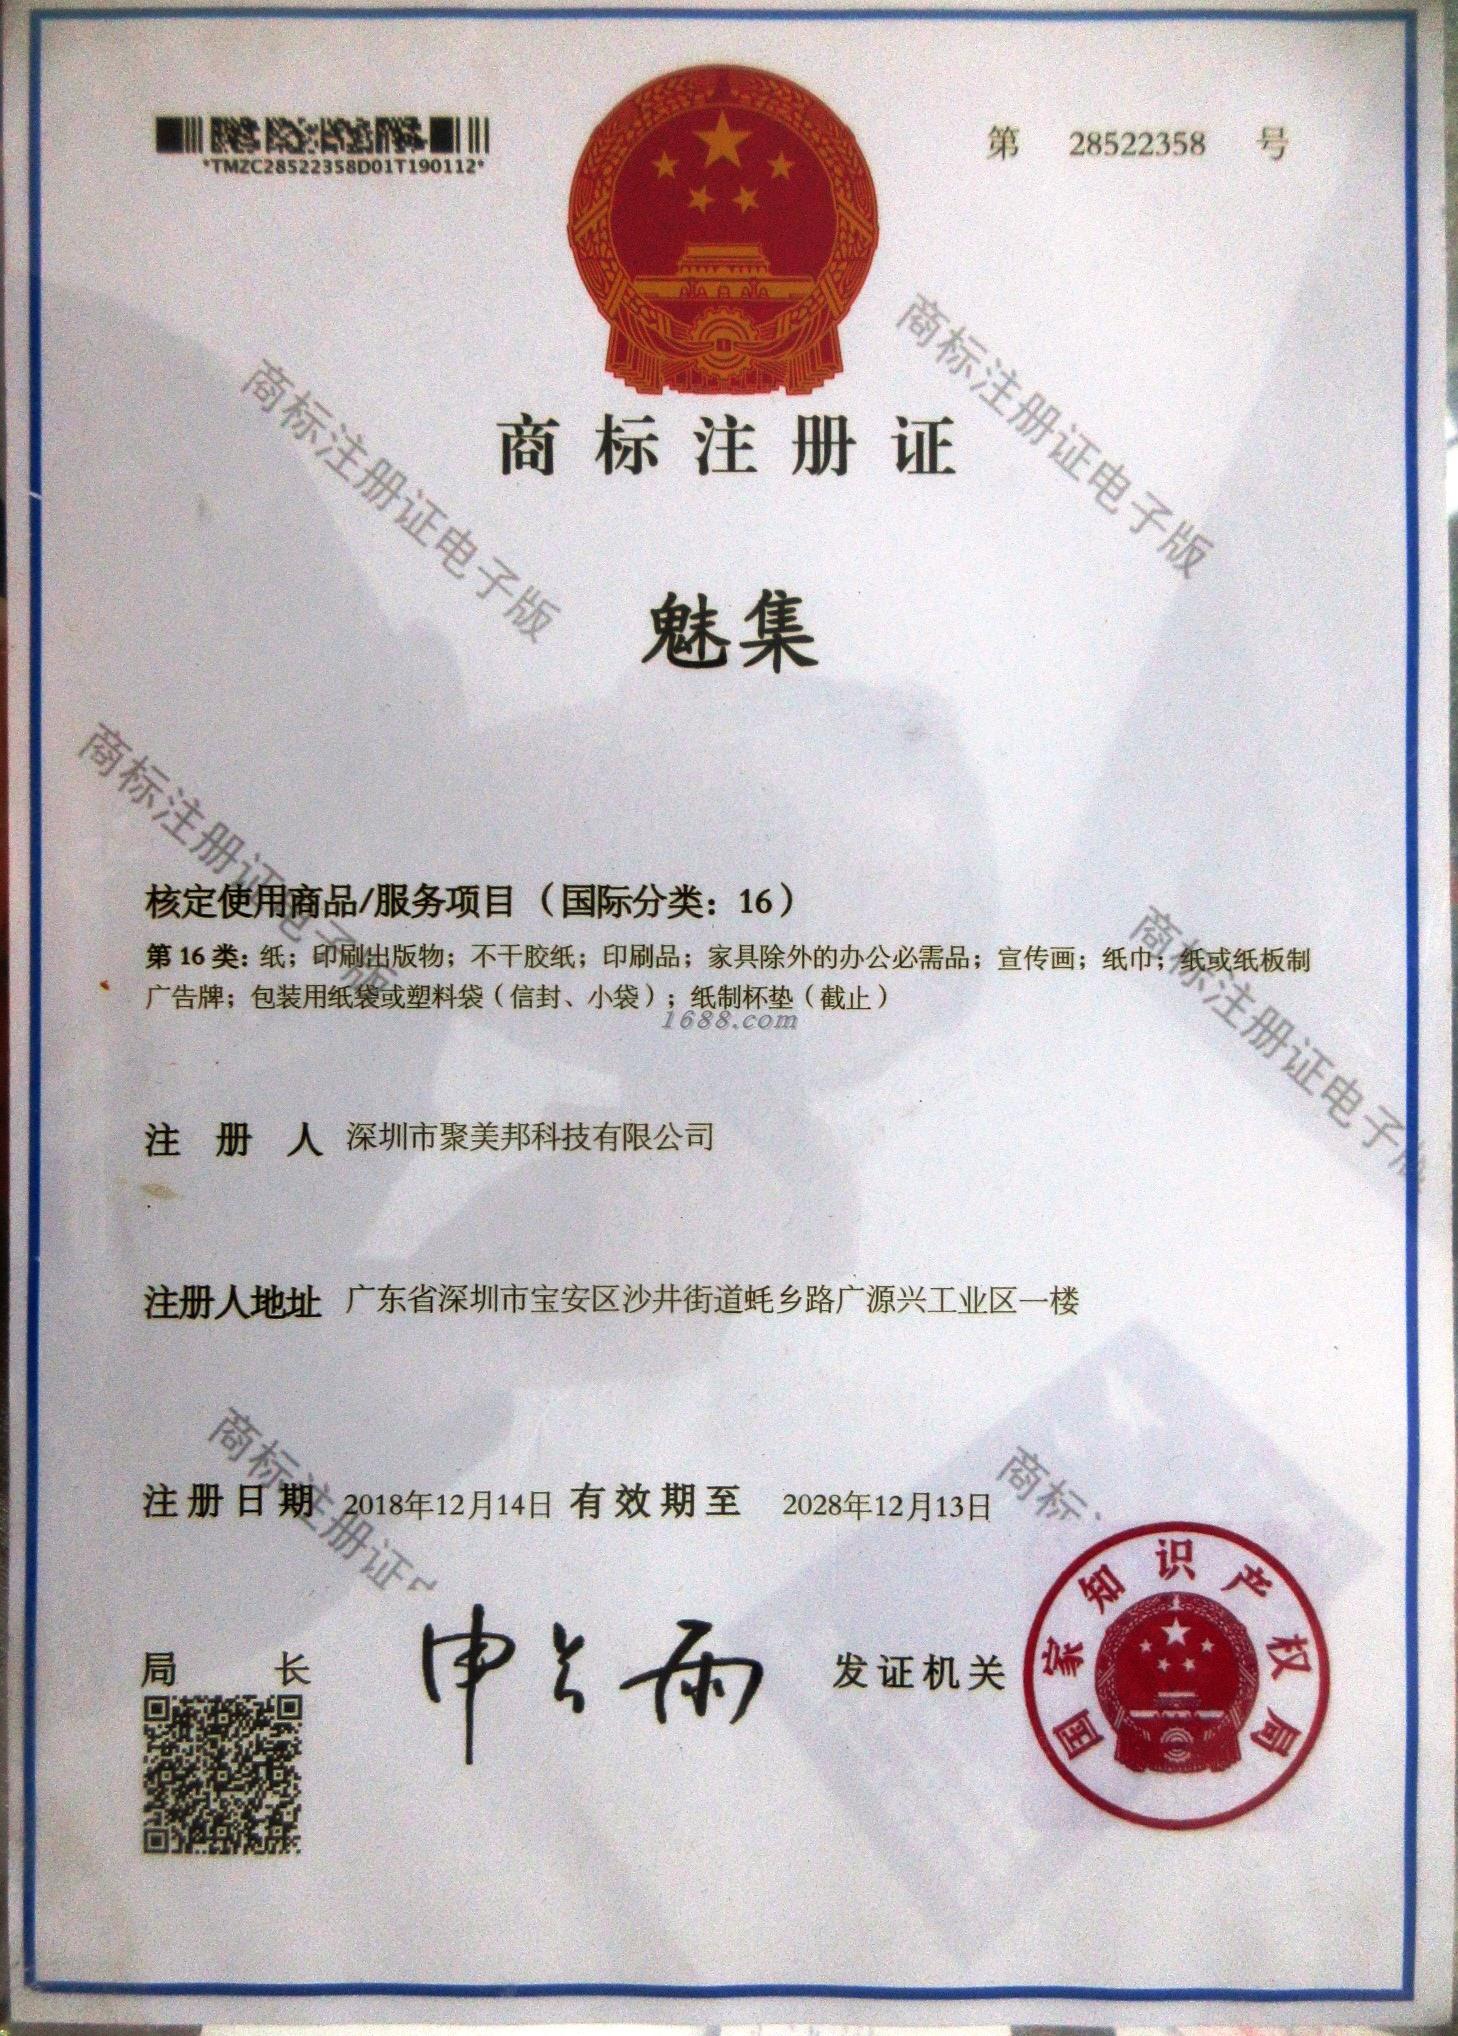 *TMZC28522358D01T190112*
第 28522358 号
商标注册证
魅集
核定使用商品/服务项目（国际分类：16）
第16类：纸；印刷出版物；不干胶纸；印刷品；家具除外的办公必需品；宣传画；纸巾；纸或纸板制
广告牌；包装用纸袋或塑料袋（信封、小袋）；纸制杯垫（截止）
1688.com
注册人 深圳市聚美邦科技有限公司
注册人地址 广东省深圳市宝安区沙井街道蚝乡路广源兴工业区一楼
注册日期 2018年12月14日 有效期至 2028年12月13日
局长 申长雨 发证机关
国家知识产权局
商标注册证电子版
商标注册证电子版
商标注册证电子版
商标注册证电子版
商标注册证
商标